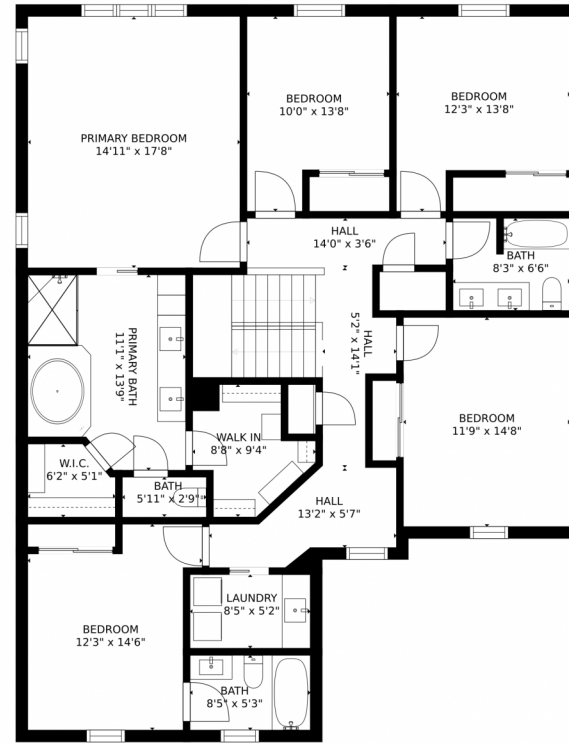 BEDROOM
10'0" x 13'8"
BEDROOM
12'3" x 13'8"
PRIMARY BEDROOM
14'11" x 17'8"
HALL
14'0" x 3'6"
BATH
8'3" x 6'6"
PRIMARY BATH
11'1" x 13'9"
HALL
5'2" x 14'1"
BEDROOM
11'9" x 14'8"
WALK IN
8'8" x 9'4"
W.I.C.
6'2" x 5'1"
BATH
5'11" x 2'9"
HALL
13'2" x 5'7"
LAUNDRY
8'5" x 5'2"
BEDROOM
12'3" x 14'6"
BATH
8'5" x 5'3"